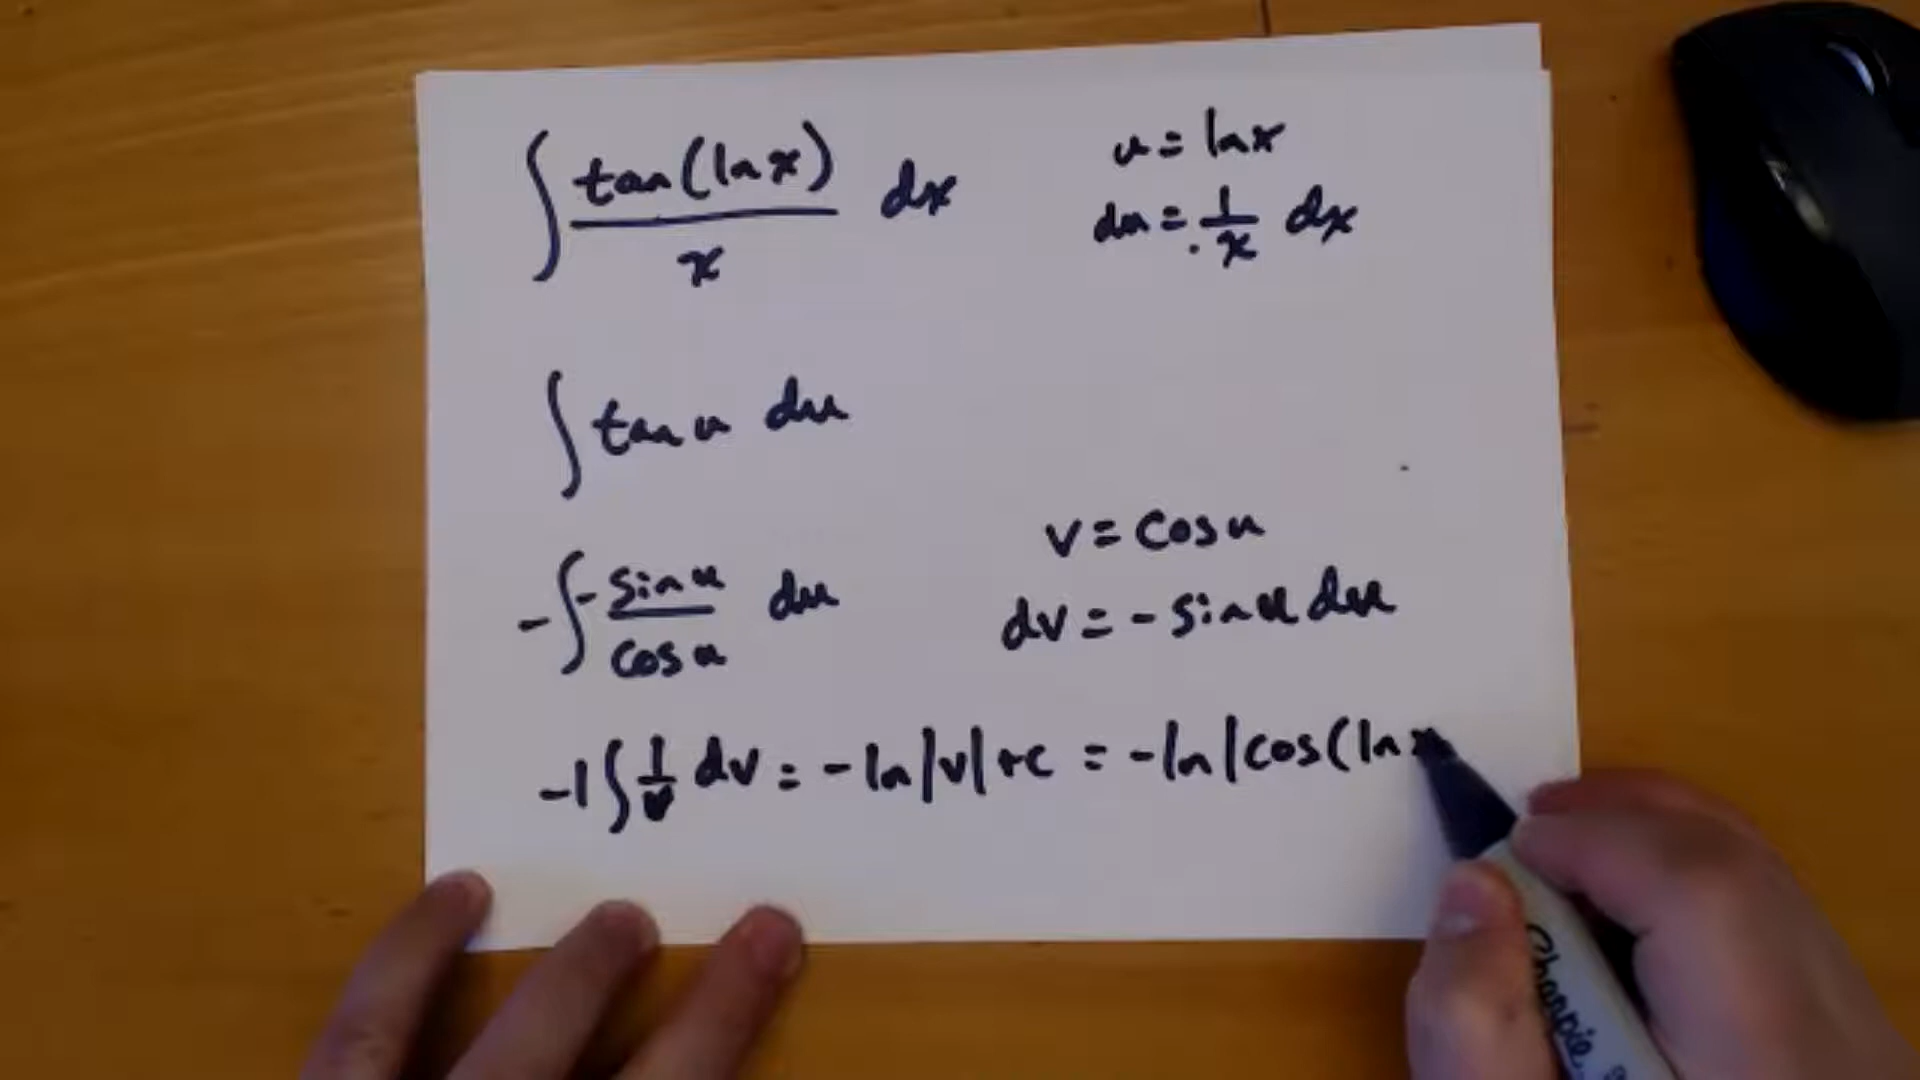 ∫ tan(ln x)/x dx
u = ln x
du = 1/x dx
∫ tan u du
v = cos u
-∫ -sin u/cos u du
dv = - sin u du
-1 ∫ 1/v dv = -ln|v|+c = -ln|cos(ln x
Sharpie